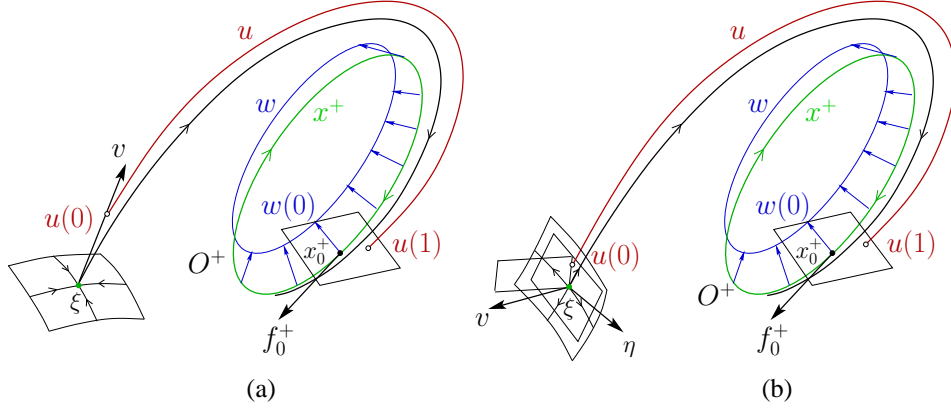 u
w
x⁺
v
u(0)
w(0)
u(1)
x₀⁺
O⁺
ξ
f₀⁺
(a)
u
w
x⁺
w(0)
u(0)
u(1)
x₀⁺
O⁺
ξ
v
η
f₀⁺
(b)